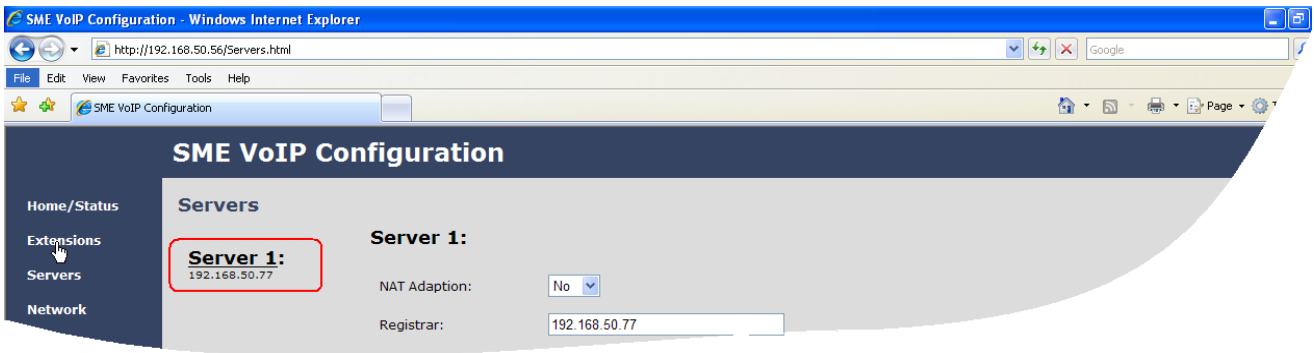 SME VoIP Configuration - Windows Internet Explorer
http://192.168.50.56/Servers.html
Google
File Edit View Favorites Tools Help
SME VoIP Configuration
Page
SME VoIP Configuration
Home/Status
Extensions
Servers
Network
Servers
Server 1:
192.168.50.77
Server 1:
NAT Adaption: No
Registrar: 192.168.50.77